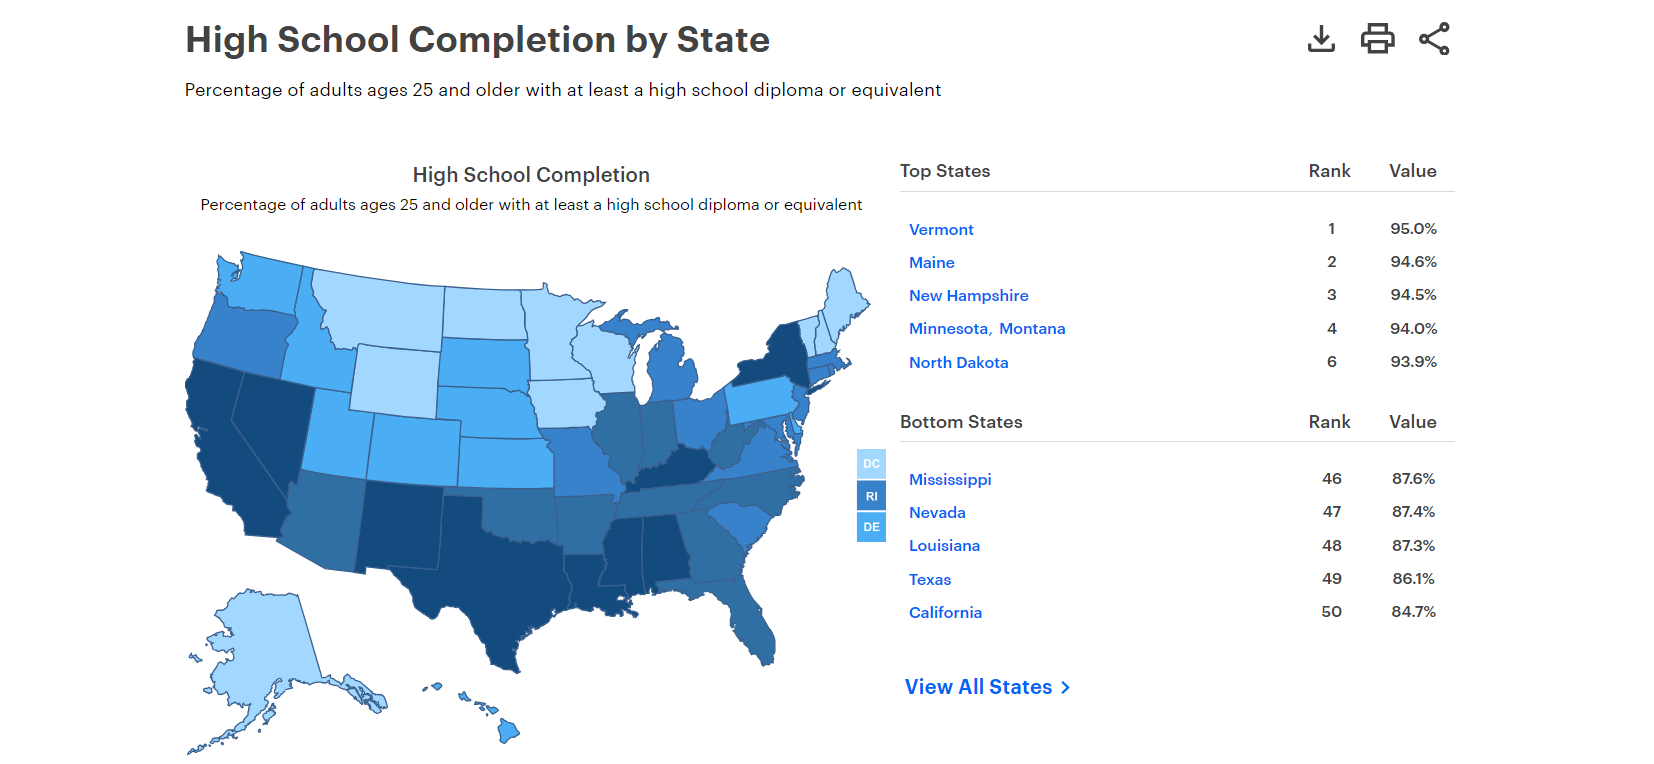 High School Completion by State
Percentage of adults ages 25 and older with at least a high school diploma or equivalent
High School Completion
Percentage of adults ages 25 and older with at least a high school diploma or equivalent
DC
RI
DE
Top States Rank Value
Vermont 1 95.0%
Maine 2 94.6%
New Hampshire 3 94.5%
Minnesota, Montana 4 94.0%
North Dakota 6 93.9%
Bottom States Rank Value
Mississippi 46 87.6%
Nevada 47 87.4%
Louisiana 48 87.3%
Texas 49 86.1%
California 50 84.7%
View All States